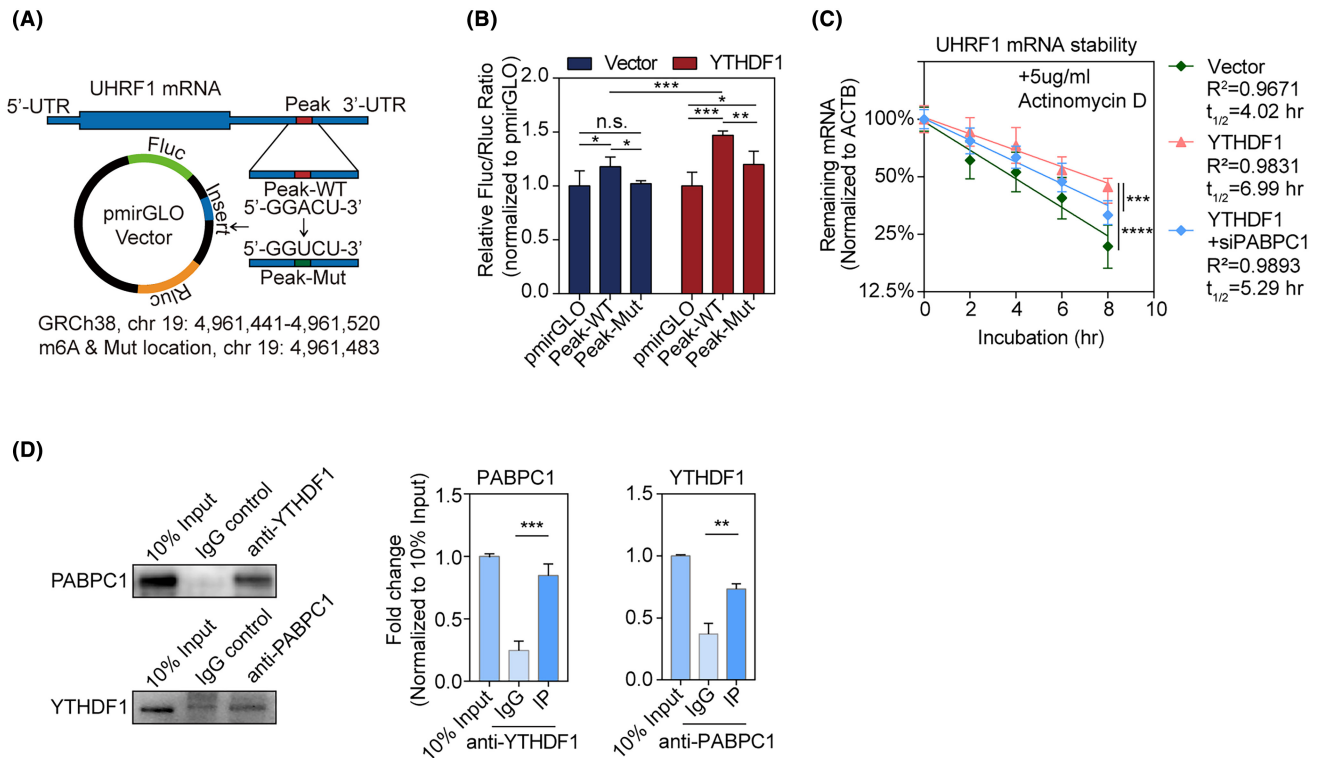 (A)
UHRF1 mRNA
5'-UTR
Peak
3'-UTR
Fluc
Insert
Rluc
pmirGLO
Vector
Peak-WT
5'-GGACU-3'
5'-GGUCU-3'
Peak-Mut
GRCh38, chr 19: 4,961,441-4,961,520
m6A & Mut location, chr 19: 4,961,483
(B)
Vector
YTHDF1
Relative Fluc/Rluc Ratio
(normalized to pmirGLO)
2.0
1.5
1.0
0.5
0.0
***
n.s.
*
*
*
***
**
pmirGLO
Peak-WT
Peak-Mut
pmirGLO
Peak-WT
Peak-Mut
(C)
UHRF1 mRNA stability
+5ug/ml
Actinomycin D
Remaining mRNA
(Normalized to ACTB)
100%
50%
25%
12.5%
0
2
4
6
8
10
Incubation (hr)
***
****
Vector
R²=0.9671
t1/2=4.02 hr
YTHDF1
R²=0.9831
t1/2=6.99 hr
YTHDF1
+siPABPC1
R²=0.9893
t1/2=5.29 hr
(D)
10% Input
IgG control
anti-YTHDF1
PABPC1
10% Input
IgG control
anti-PABPC1
YTHDF1
Fold change
(Normalized to 10% Input)
PABPC1
1.5
1.0
0.5
0.0
***
10% Input
IgG
IP
anti-YTHDF1
YTHDF1
1.5
1.0
0.5
0.0
**
10% Input
IgG
IP
anti-PABPC1